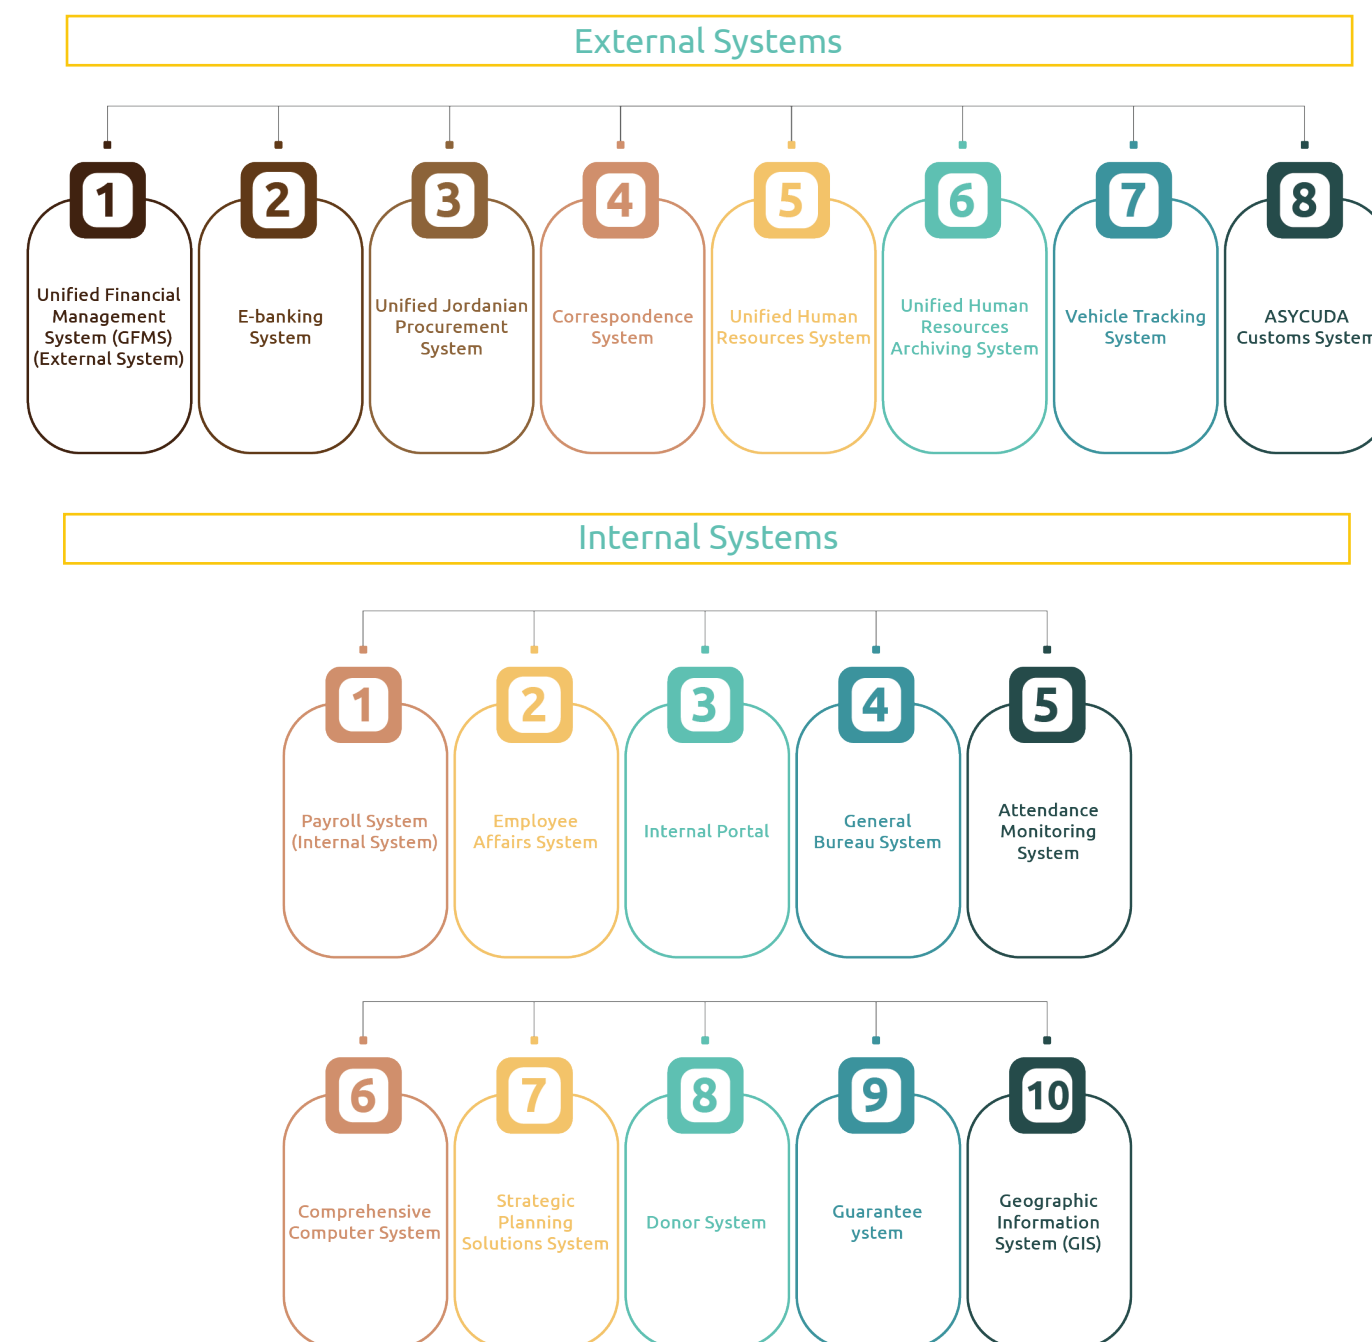 External Systems
1
2
3
4
5
6
7
8
Unified Financial
Management
System (GFMS)
(External System)
E-banking
System
Unified Jordanian
Procurement
System
Correspondence
System
Unified Human
Resources System
Unified Human
Resources
Archiving System
Vehicle Tracking
System
ASYCUDA
Customs System
Internal Systems
1
2
3
4
5
Payroll System
(Internal System)
Employee
Affairs System
Internal Portal
General
Bureau System
Attendance
Monitoring
System
6
7
8
9
10
Comprehensive
Computer System
Strategic
Planning
Solutions System
Donor System
Guarantee
ystem
Geographic
Information
System (GIS)